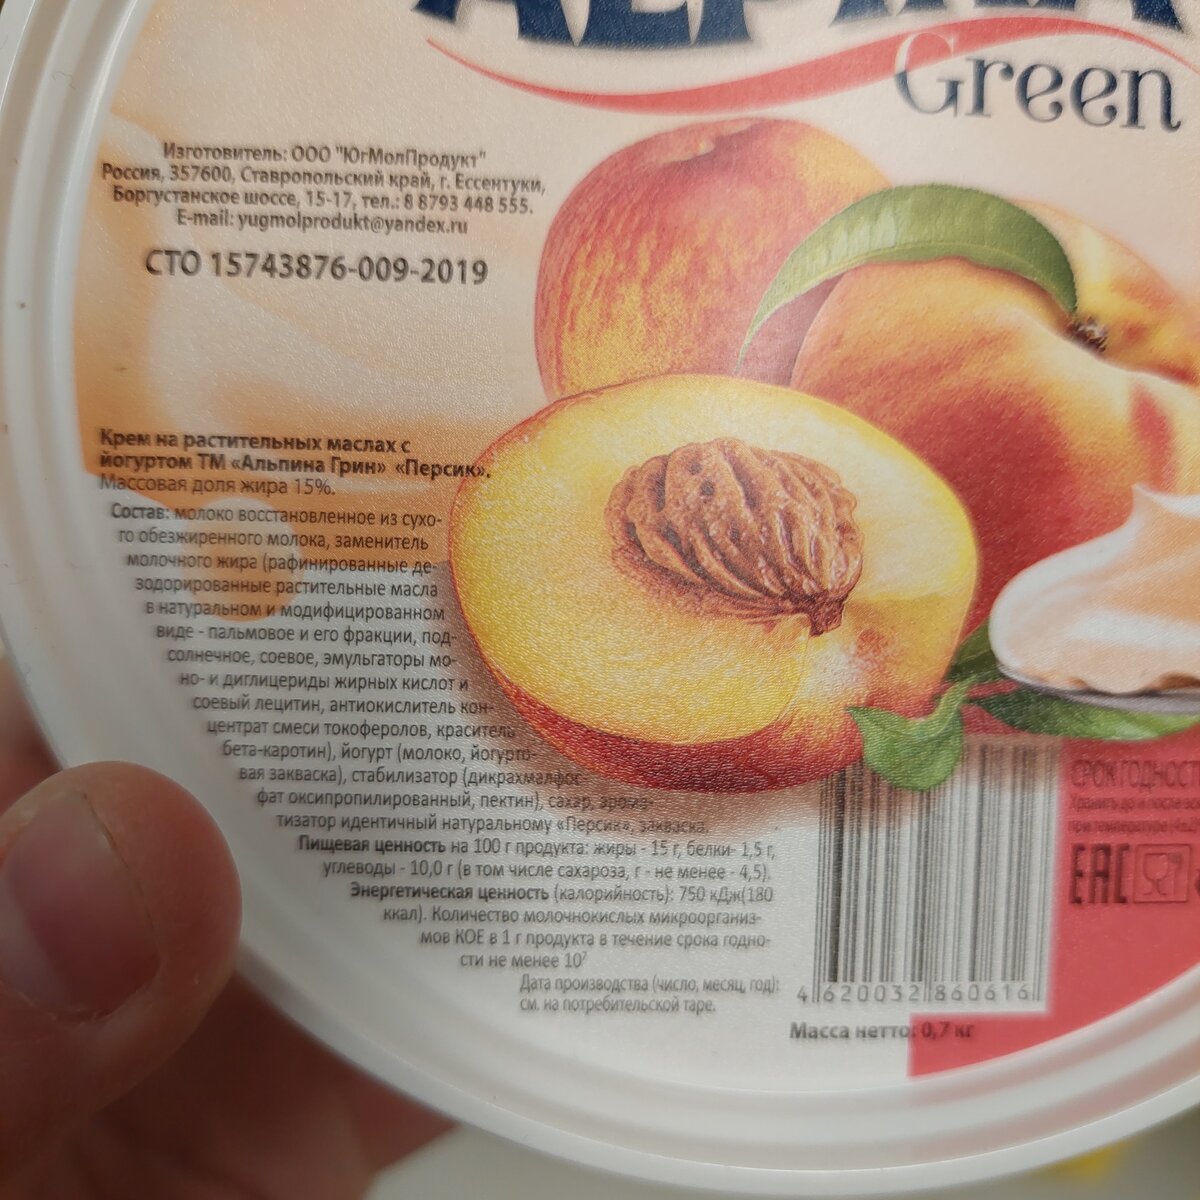 Green
Изготовитель: ООО "ЮгМолПродукт"
Россия, 357600, Ставропольский край, г. Ессентуки,
Боргустанское шоссе, 15-17, тел.: 8 8793 448 555.
E-mail: yugmolprodukt@yandex.ru
СТО 15743876-009-2019
Крем на растительных маслах с
йогуртом ТМ «Альпина Грин» «Персик».
Массовая доля жира 15%.
Состав: молоко восстановленное из сухо-
го обезжиренного молока, заменитель
молочного жира (рафинированные де-
зодорированные растительные масла
в натуральном и модифицированном
виде - пальмовое и его фракции, под-
солнечное, соевое, эмульгаторы мо-
но- и диглицериды жирных кислот и
соевый лецитин, антиокислитель кон-
центрат смеси токоферолов, краситель
бета-каротин), йогурт (молоко, йогурто-
вая закваска), стабилизатор (дикрахмалфос-
фат оксипропилированный, пектин), сахар, арома-
тизатор идентичный натуральному «Персик», закваска.
Пищевая ценность на 100 г продукта: жиры - 15 г, белки- 1,5 г,
углеводы - 10,0 г (в том числе сахароза, г - не менее - 4,5).
Энергетическая ценность (калорийность): 750 кДж(180
ккал). Количество молочнокислых микроорганиз-
мов КОЕ в 1 г продукта в течение срока годно-
сти не менее 10⁷
Дата производства (число, месяц, год):
см. на потребительской таре.
4 620032 860616
Масса нетто: 0,7 кг
СРОК ГОДНОСТ
Хранить до и после
при температуре
ЕАС